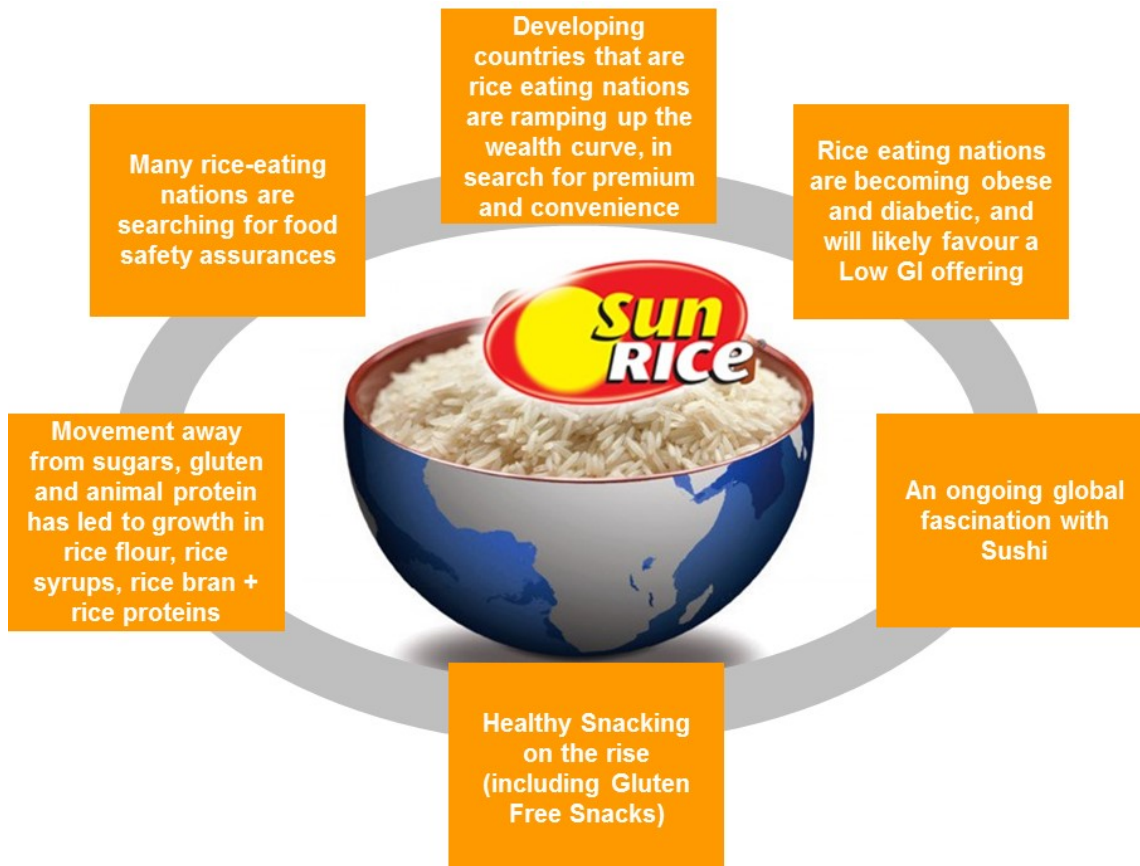 Developing
countries that are
rice eating nations
are ramping up the
wealth curve, in
search for premium
and convenience
Many rice-eating
nations are
searching for food
safety assurances
Rice eating nations
are becoming obese
and diabetic, and
will likely favour a
Low GI offering
Sun
RICE
Movement away
from sugars, gluten
and animal protein
has led to growth in
rice flour, rice
syrups, rice bran +
rice proteins
An ongoing global
fascination with
Sushi
Healthy Snacking
on the rise
(including Gluten
Free Snacks)